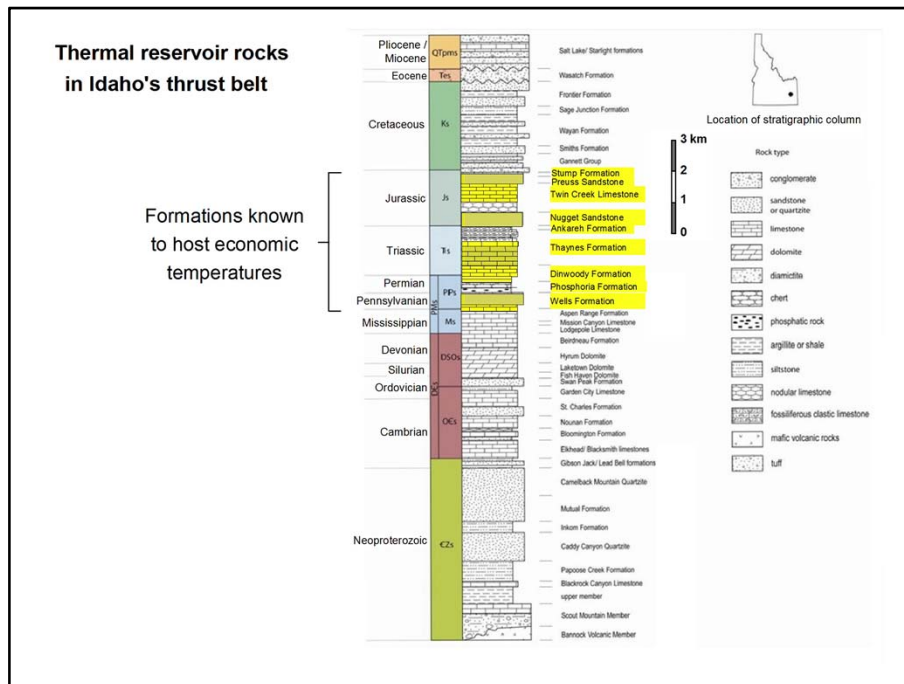 Thermal reservoir rocks
in Idaho's thrust belt
Formations known
to host economic
temperatures
Pliocene /
Miocene
Eocene
Cretaceous
Jurassic
Triassic
Permian
Pennsylvanian
Mississippian
Devonian
Silurian
Ordovician
Cambrian
Neoproterozoic
QTpms
Tes
Ks
Js
PMs
PIPs
Ms
DSOs
O€s
€Zs
Salt Lake/ Starlight formations
Wasatch Formation
Frontier Formation
Sage Junction Formation
Wayan Formation
Smiths Formation
Gannett Group
Stump Formation
Preuss Sandstone
Twin Creek Limestone
Nugget Sandstone
Ankareh Formation
Thaynes Formation
Dinwoody Formation
Phosphoria Formation
Wells Formation
Aspen Range Formation
Mission Canyon Limestone
Lodgepole Limestone
Beirdneau Formation
Hyrum Dolomite
Laketown Dolomite
Fish Haven Dolomite
Swan Peak Formation
Garden City Limestone
St. Charles Formation
Nounan Formation
Bloomington Formation
Elkhead/ Blacksmith limestones
Gibson Jack/ Lead Bell formations
Camelback Mountain Quartzite
Mutual Formation
Inkom Formation
Caddy Canyon Quartzite
Papoose Creek Formation
Blackrock Canyon Limestone
upper member
Scout Mountain Member
Bannock Volcanic Member
3 km
2
1
0
Location of stratigraphic column
Rock type
conglomerate
sandstone
or quartzite
limestone
dolomite
diamictite
chert
phosphatic rock
argillite or shale
siltstone
nodular limestone
fossiliferous clastic limestone
mafic volcanic rocks
tuff